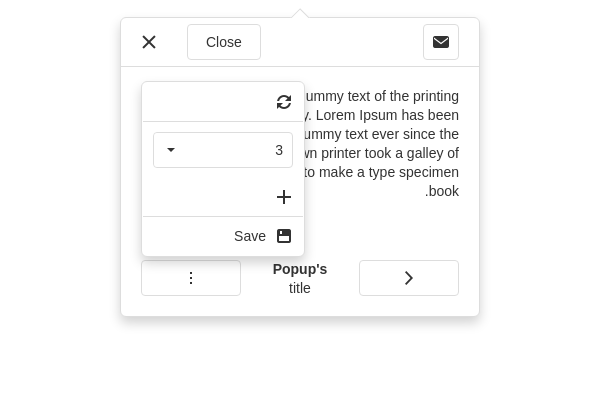 Close
ummy text of the printing
Lorem Ipsum has been
ummy text ever since the
printer took a galley of
to make a type specimen
.book
3
Save
Popup's
title